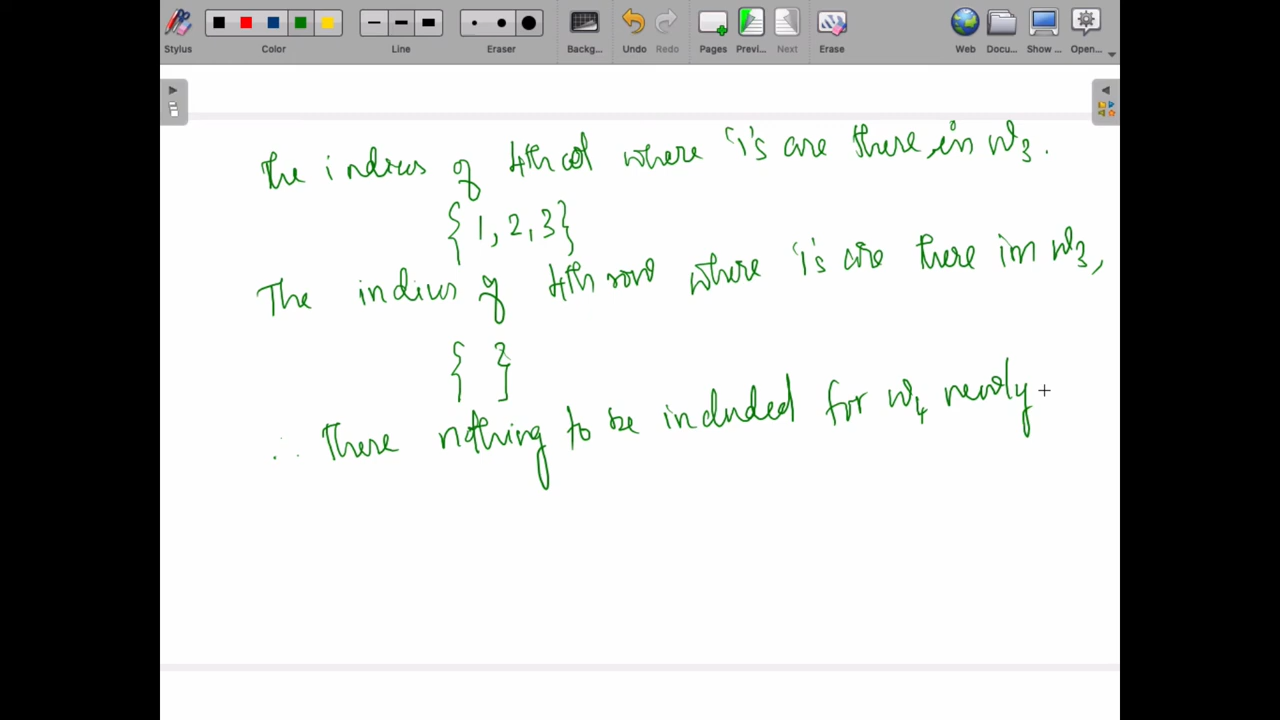 Stylus Color Line Eraser Backg... Undo Redo Pages Previ... Next Erase Web Docu... Show ... Open...
The indices of 4th col where '1's are there in W3.
{1, 2, 3}
The indices of 4th row where '1's are there in W3,
{ }
∴ There nothing to be included for W4 newly